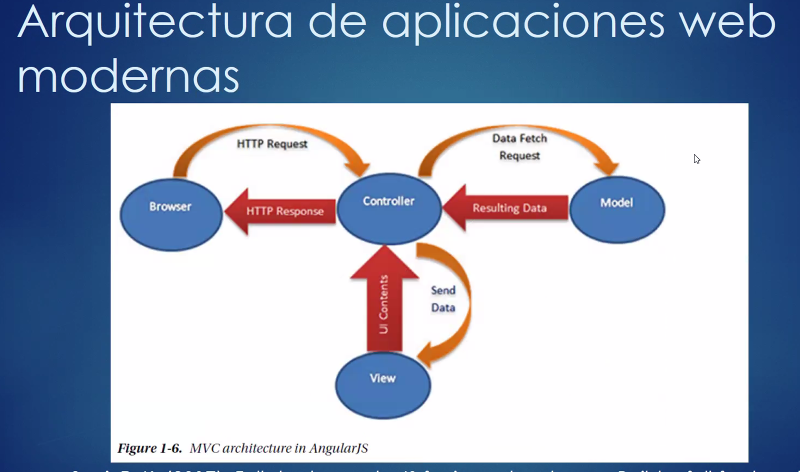 Arquitectura de aplicaciones web
modernas
HTTP Request
Data Fetch
Request
Browser
HTTP Response
Controller
Resulting Data
Model
UI Contents
Send
Data
View
Figure 1-6. MVC architecture in AngularJS